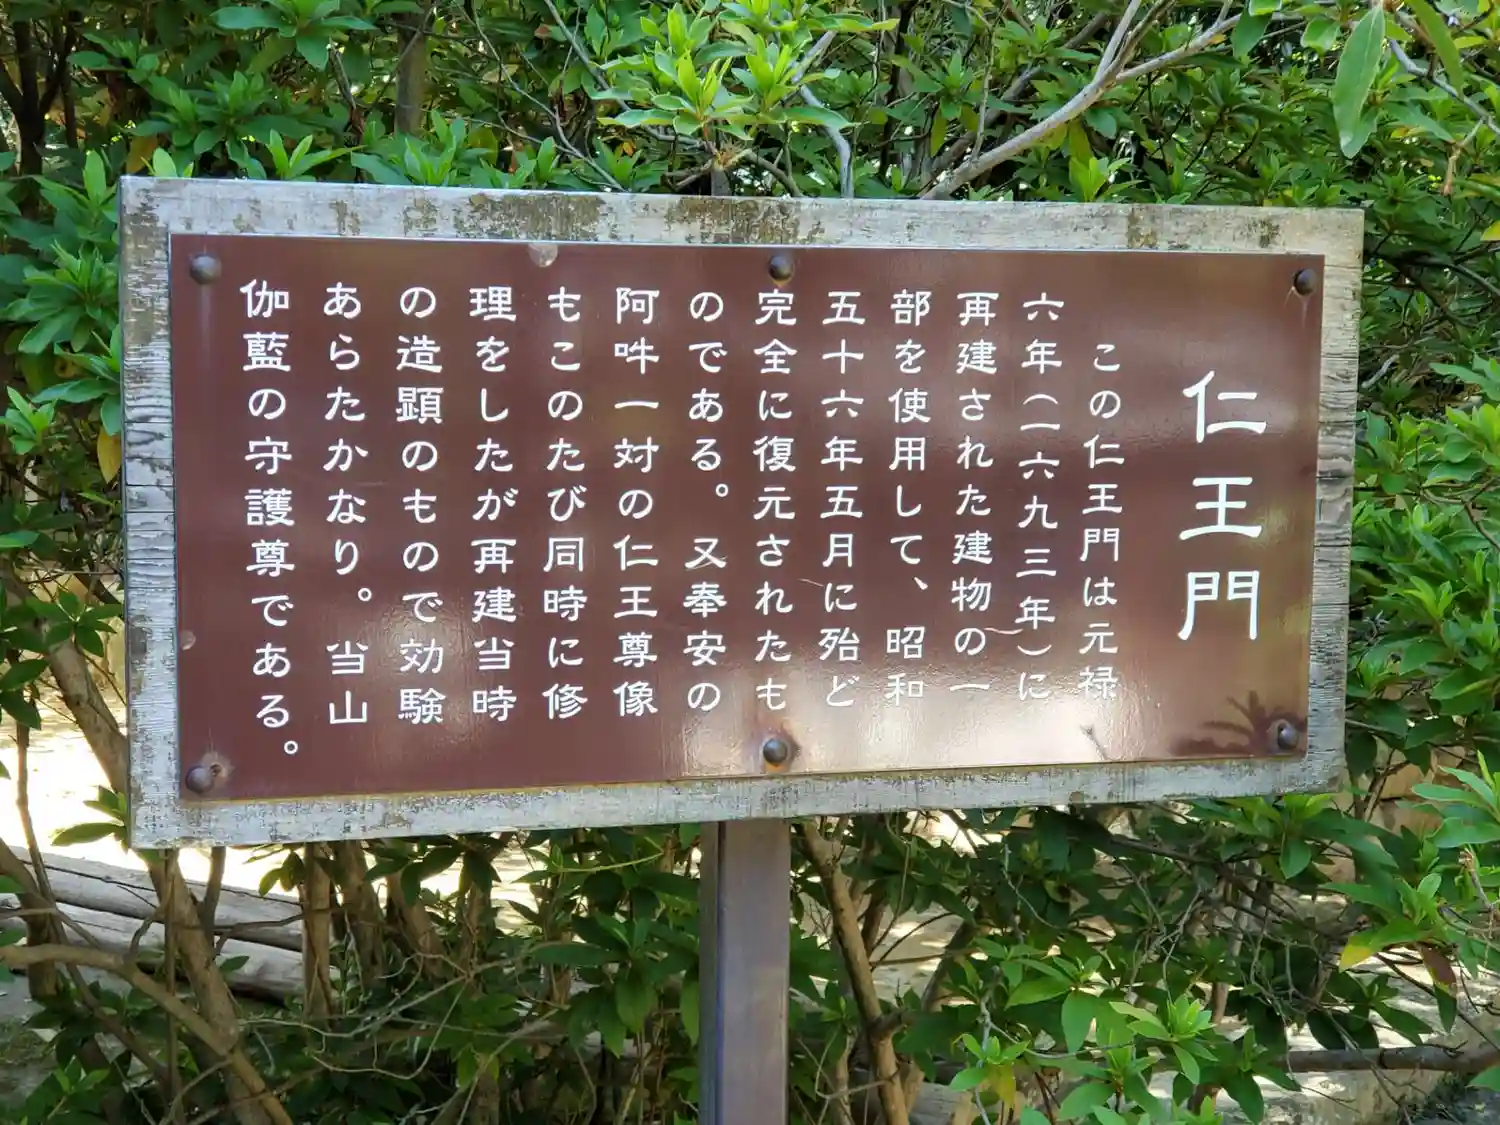 仁王門
この仁王門は元禄
六年(一六九三年)に
再建された建物の一
部を使用して、昭和
五十六年五月に殆ど
完全に復元されたも
のである。又奉安の
阿吽一対の仁王尊像
もこのたび同時に修
理をしたが再建当時
の造顕のもので効験
あらたかなり。当山
伽藍の守護尊である。